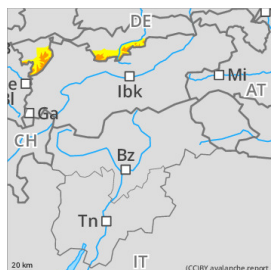 DE
Mi
AT
Ibk
Ga
CH
Bz
Tn
20 km
IT
(CC)BY avalanche.report